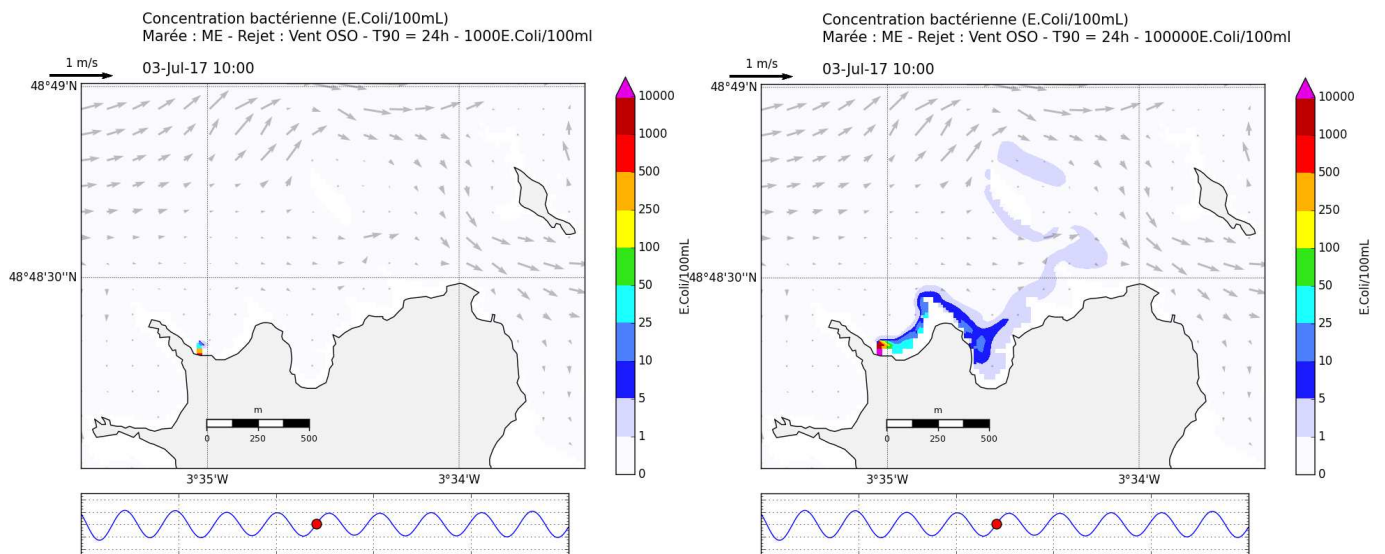 Concentration bactérienne (E.Coli/100mL)
Marée : ME - Rejet : Vent OSO - T90 = 24h - 1000E.Coli/100ml
1 m/s
03-Jul-17 10:00
48°49'N
48°48'30''N
3°35'W
3°34'W
m
0 250 500
10000
1000
500
250
100
50
25
10
5
1
0
E.Coli/100mL
Concentration bactérienne (E.Coli/100mL)
Marée : ME - Rejet : Vent OSO - T90 = 24h - 100000E.Coli/100ml
1 m/s
03-Jul-17 10:00
48°49'N
48°48'30''N
3°35'W
3°34'W
m
0 250 500
10000
1000
500
250
100
50
25
10
5
1
0
E.Coli/100mL